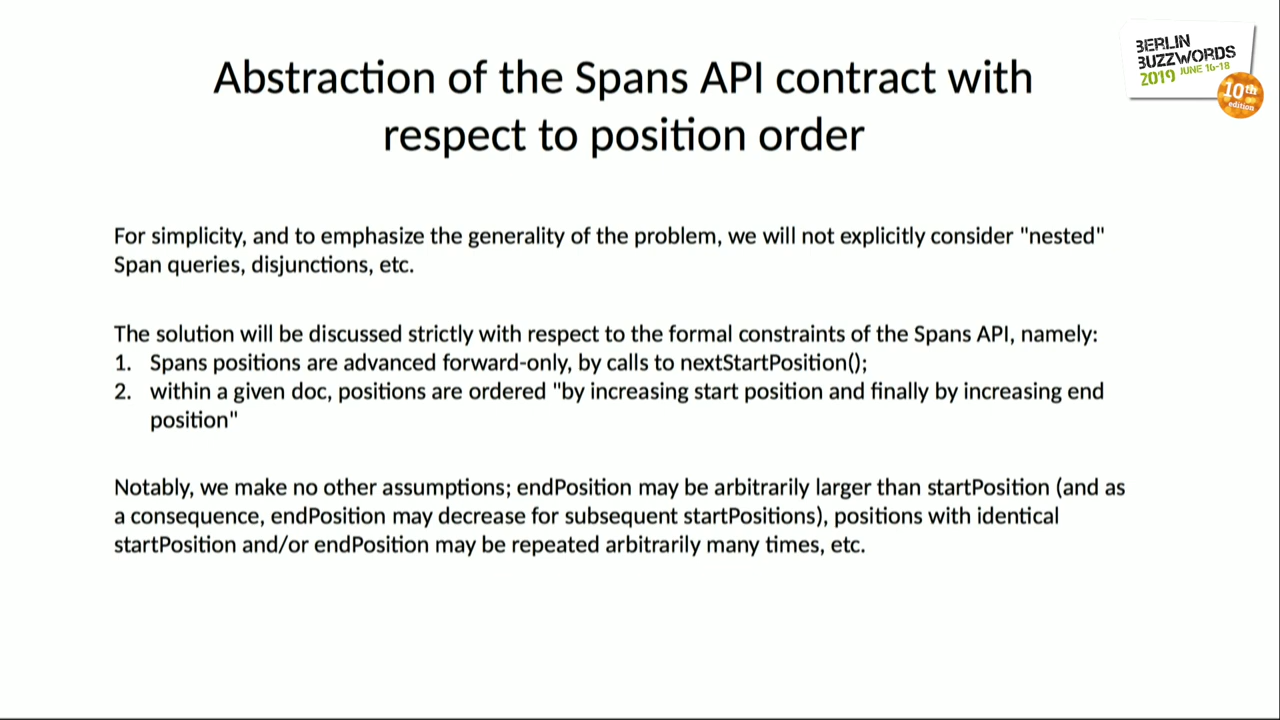 Abstraction of the Spans API contract with
respect to position order
BERLIN
BUZZWORDS
2019 JUNE 16-18
10th
edition
For simplicity, and to emphasize the generality of the problem, we will not explicitly consider "nested"
Span queries, disjunctions, etc.
The solution will be discussed strictly with respect to the formal constraints of the Spans API, namely:
1. Spans positions are advanced forward-only, by calls to nextStartPosition();
2. within a given doc, positions are ordered "by increasing start position and finally by increasing end
position"
Notably, we make no other assumptions; endPosition may be arbitrarily larger than startPosition (and as
a consequence, endPosition may decrease for subsequent startPositions), positions with identical
startPosition and/or endPosition may be repeated arbitrarily many times, etc.